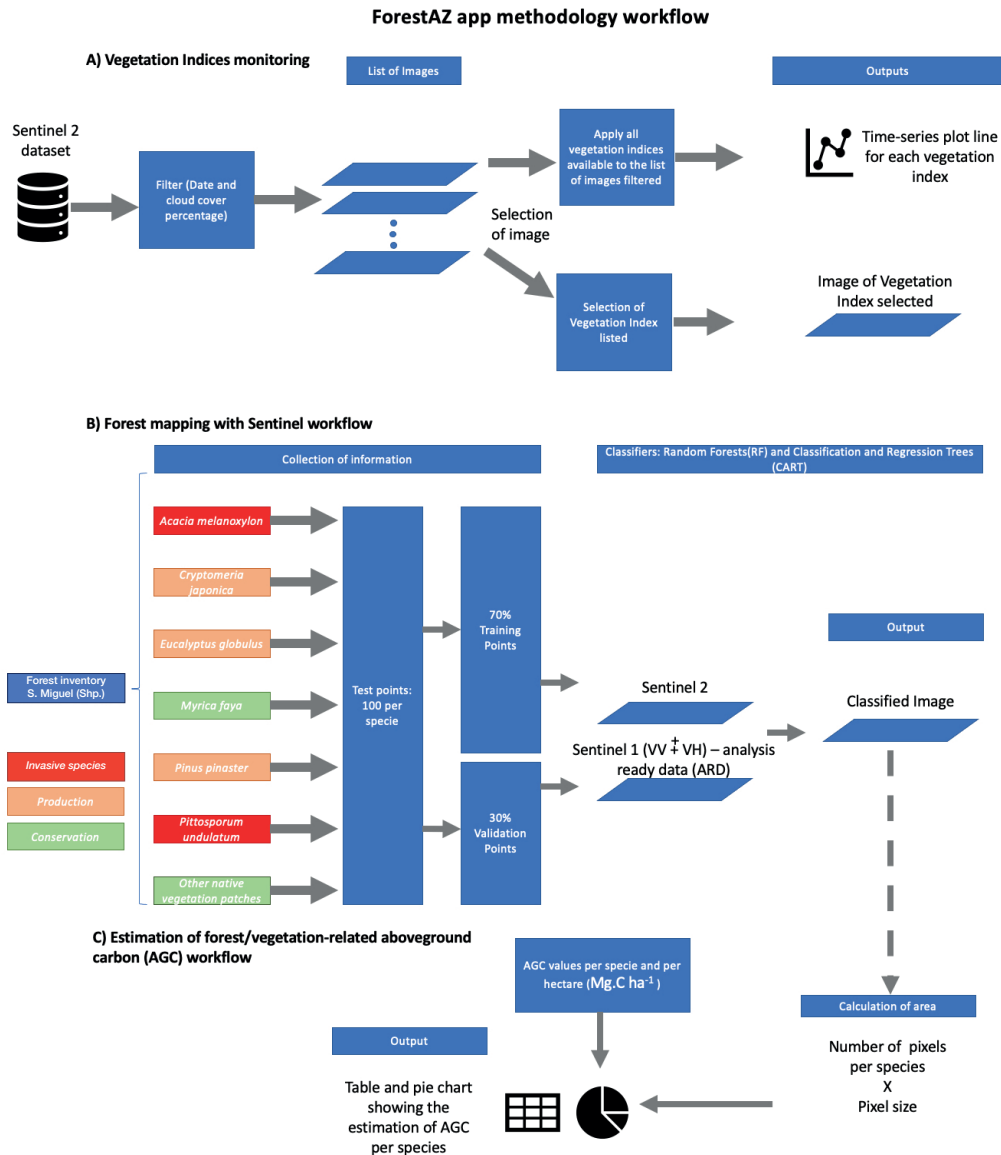 ForestAZ app methodology workflow
A) Vegetation Indices monitoring
List of Images
Outputs
Sentinel 2
dataset
Filter (Date and
cloud cover
percentage)
Apply all
vegetation indices
available to the list
of images filtered
Time-series plot line
for each vegetation
index
Selection
of image
Selection of
Vegetation Index
listed
Image of Vegetation
Index selected
B) Forest mapping with Sentinel workflow
Collection of information
Classifiers: Random Forests(RF) and Classification and Regression Trees
(CART)
Acacia melanoxylon
Cryptomeria
japonica
Eucalyptus globulus
Myrica faya
Pinus pinaster
Pittosporum
undulatum
Other native
vegetation patches
Forest inventory
S. Miguel (Shp.)
Invasive species
Production
Conservation
Test points:
100 per
specie
70%
Training
Points
30%
Validation
Points
Sentinel 2
+
Sentinel 1 (VV + VH) – analysis
ready data (ARD)
Output
Classified Image
C) Estimation of forest/vegetation-related aboveground
carbon (AGC) workflow
AGC values per specie and per
hectare (Mg.C ha-1 )
Calculation of area
Number of pixels
per species
X
Pixel size
Output
Table and pie chart
showing the
estimation of AGC
per species